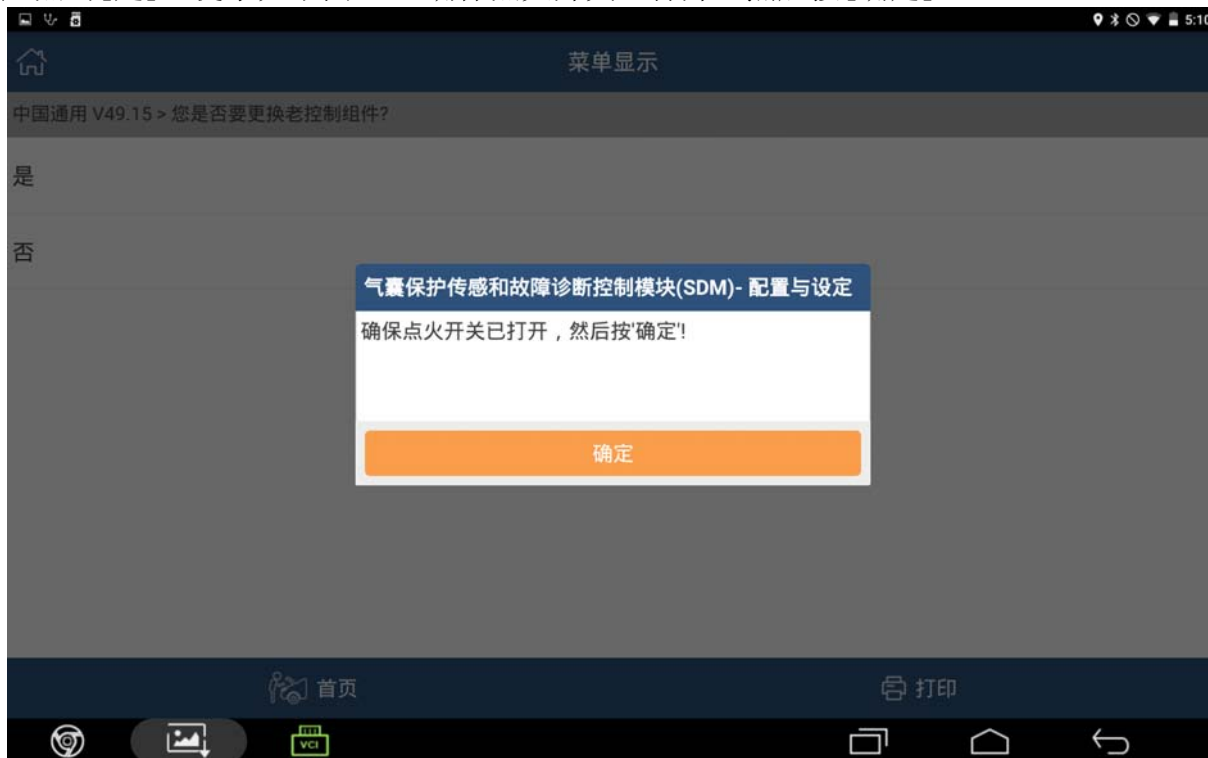 5:10
菜单显示
中国通用 V49.15 > 您是否要更换老控制组件?
是
否
气囊保护传感和故障诊断控制模块(SDM)- 配置与设定
确保点火开关已打开，然后按'确定'!
确定
首页
打印
VCI